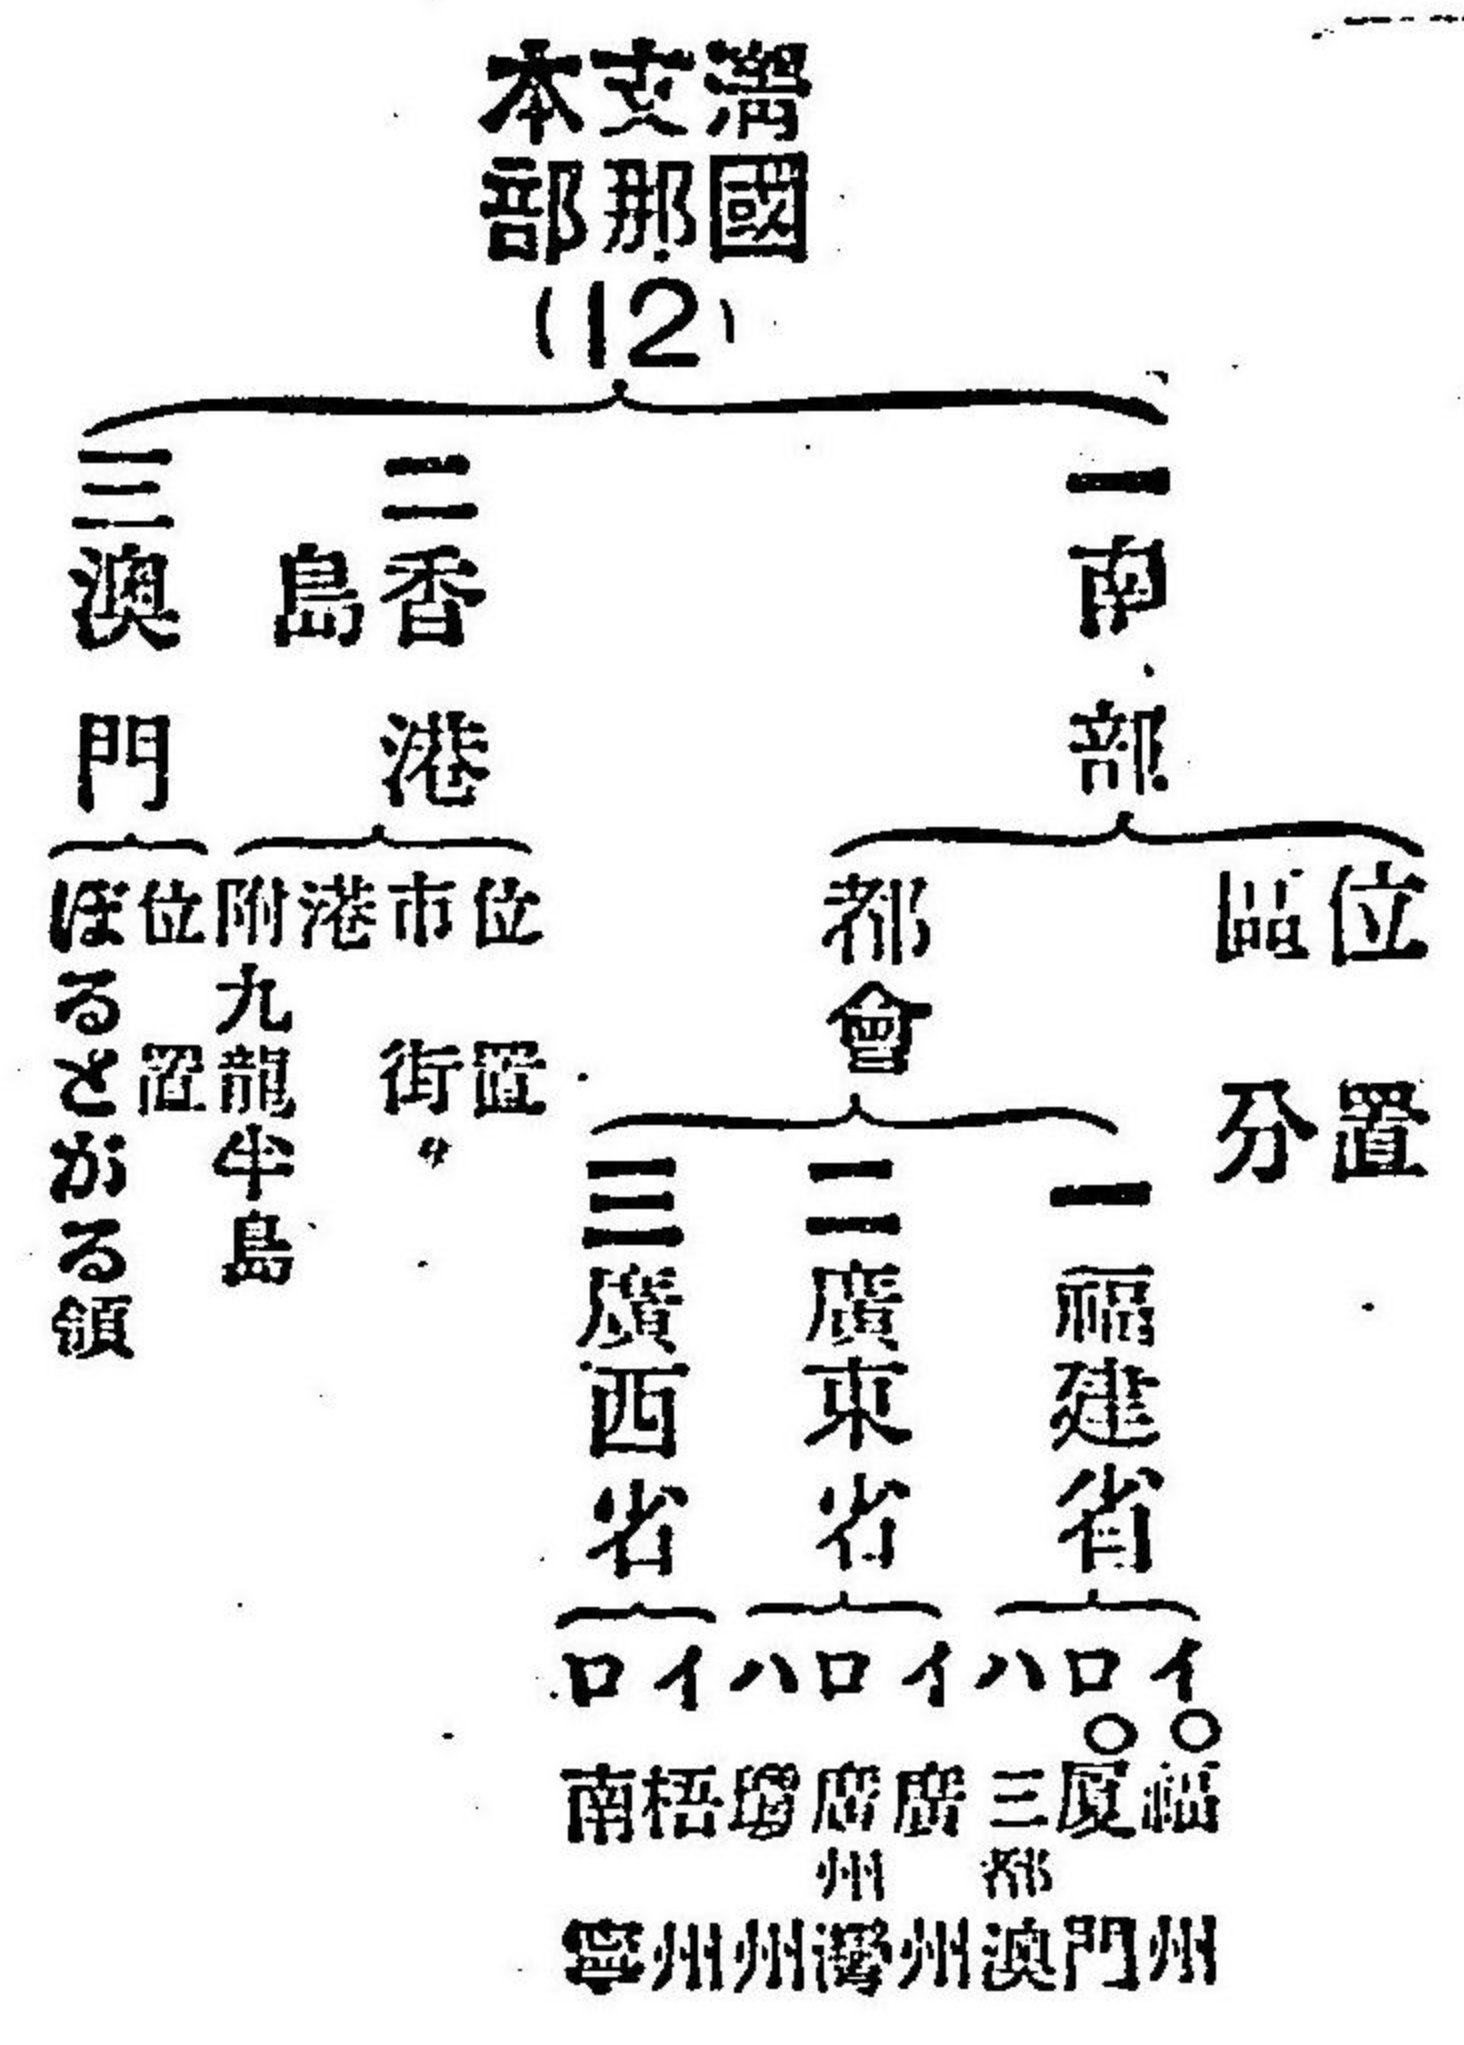 清國
支那
本部
(12)
一南部
位置
區分
都會
一福建省
イ○福州
ロ○厦門
ハ三都澳
二廣東省
イ廣州
ロ廣州灣
ハ瓊州
三廣西省
イ梧州
ロ南寧
二香港
島
位置
市街〃
港
附九龍半島
三澳門
位置
ぽるとがる領